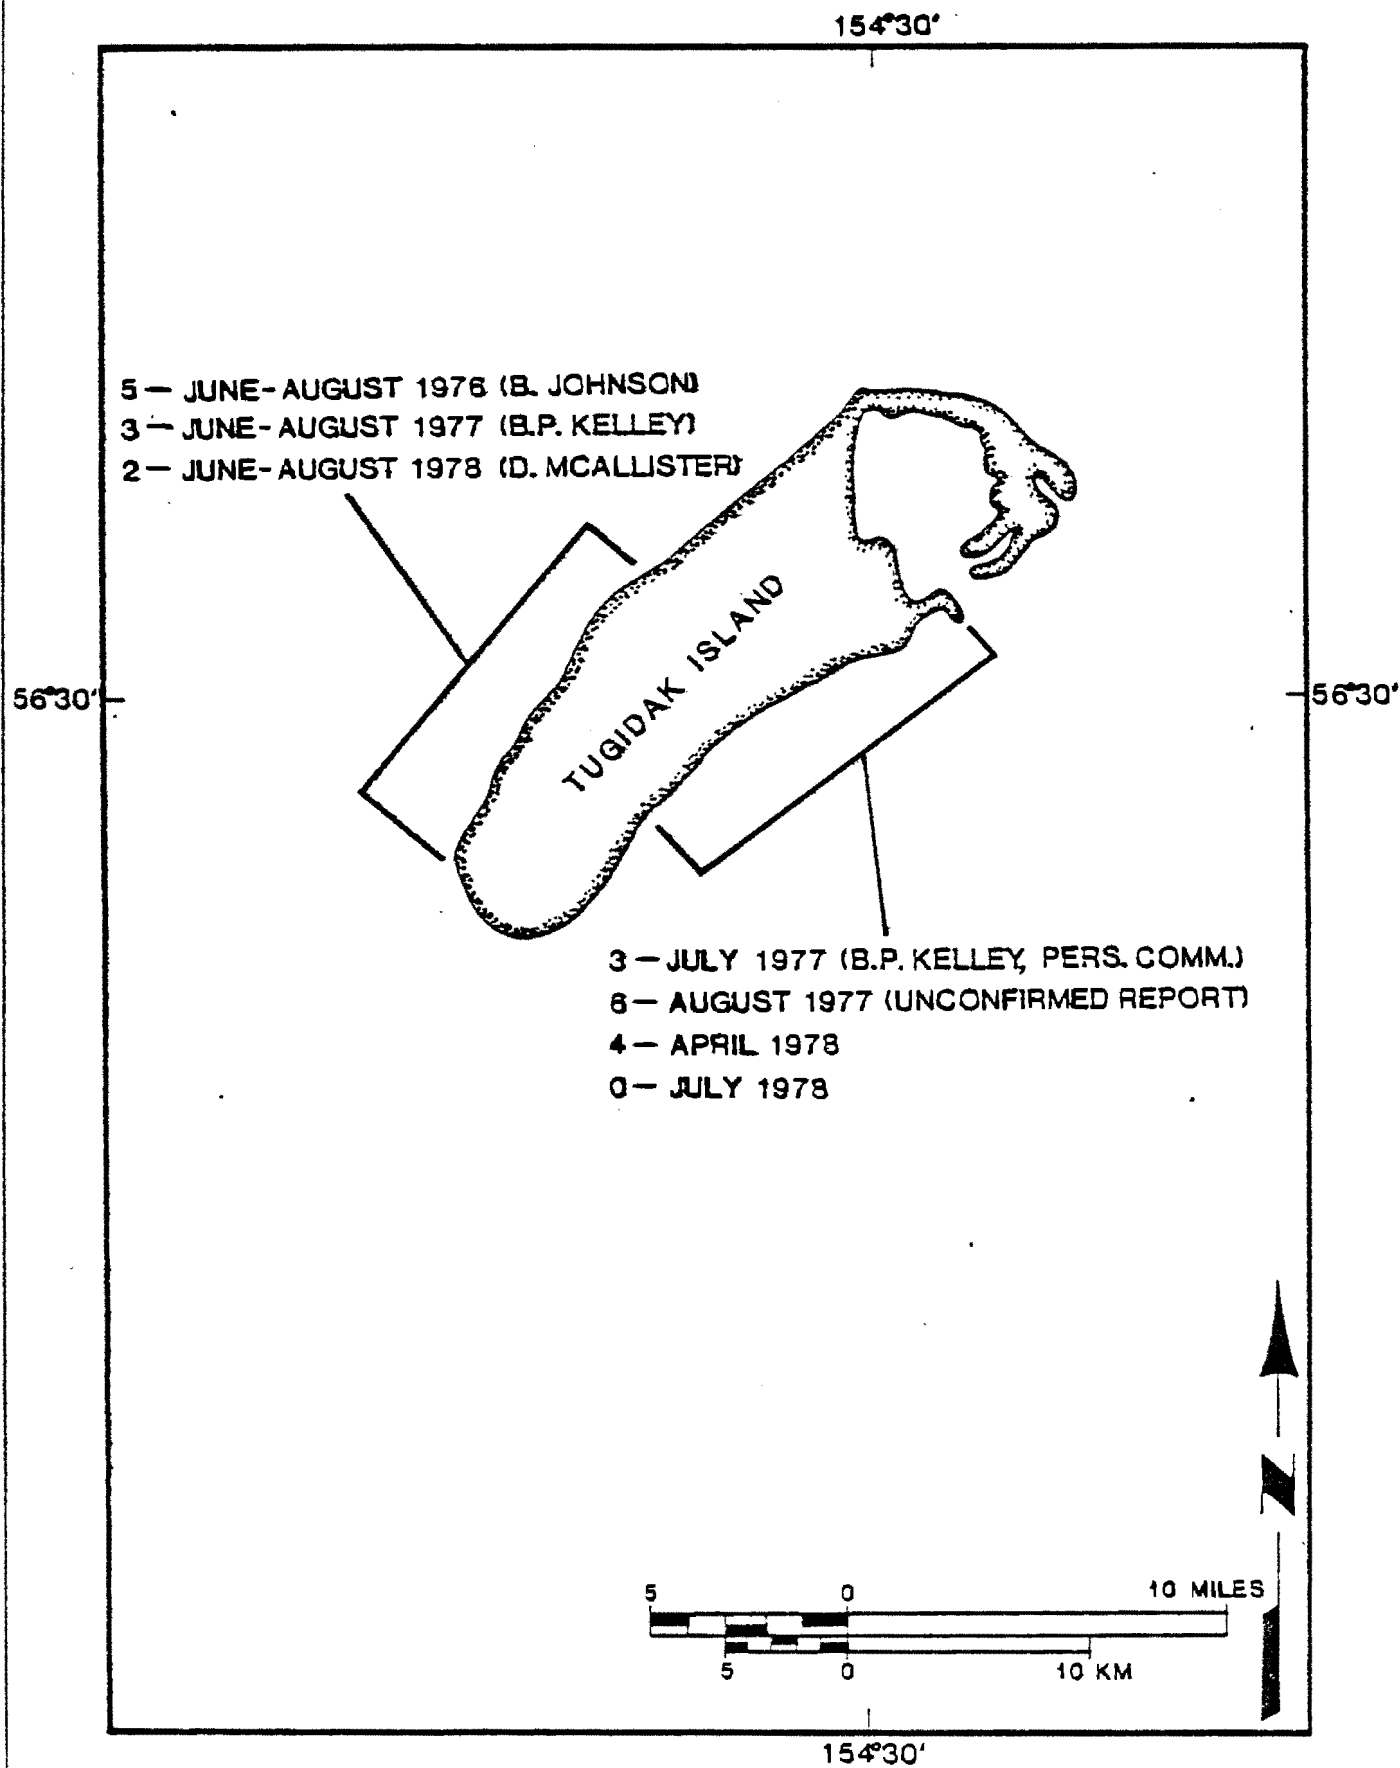 154°30'
5 — JUNE-AUGUST 1976 (B. JOHNSON)
3 — JUNE-AUGUST 1977 (B.P. KELLEY)
2 — JUNE-AUGUST 1978 (D. MCALLISTER)
TUGIDAK ISLAND
56°30'
56°30'
3 — JULY 1977 (B.P. KELLEY, PERS. COMM.)
6 — AUGUST 1977 (UNCONFIRMED REPORT)
4 — APRIL 1978
0 — JULY 1978
N
5 0 10 MILES
5 0 10 KM
154°30'